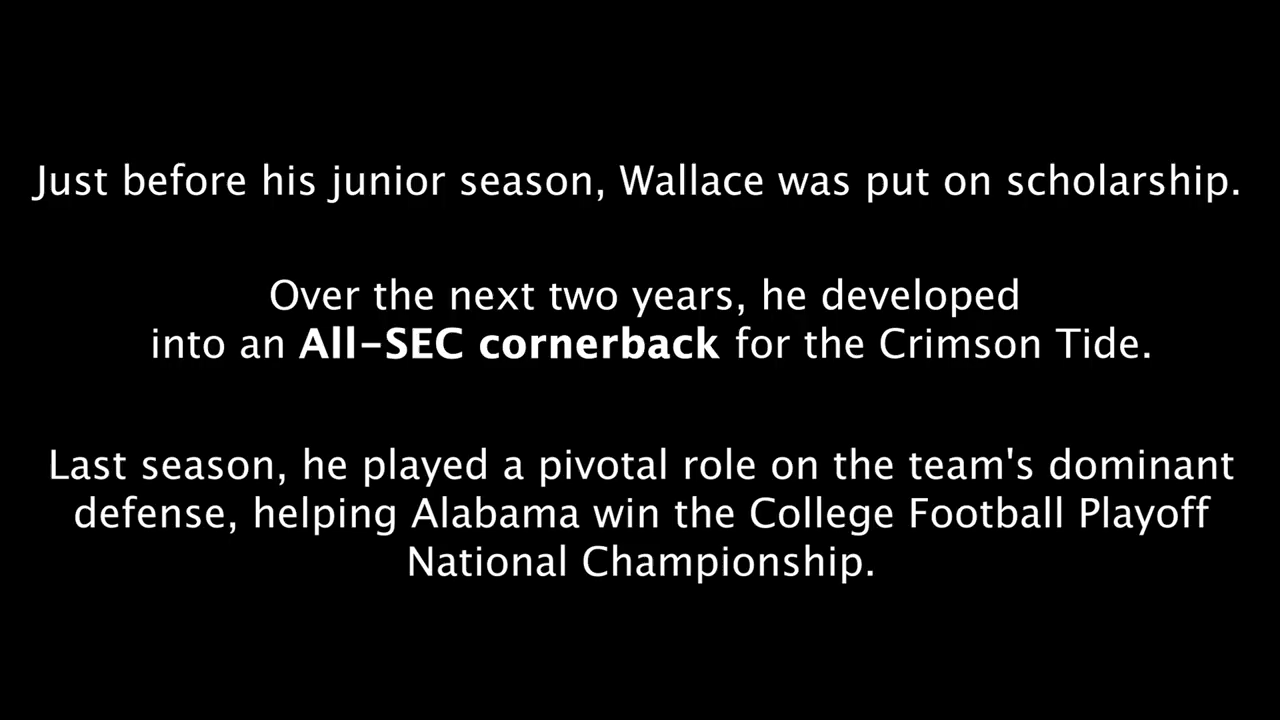 Just before his junior season, Wallace was put on scholarship.
Over the next two years, he developed
into an All-SEC cornerback for the Crimson Tide.
Last season, he played a pivotal role on the team's dominant
defense, helping Alabama win the College Football Playoff
National Championship.